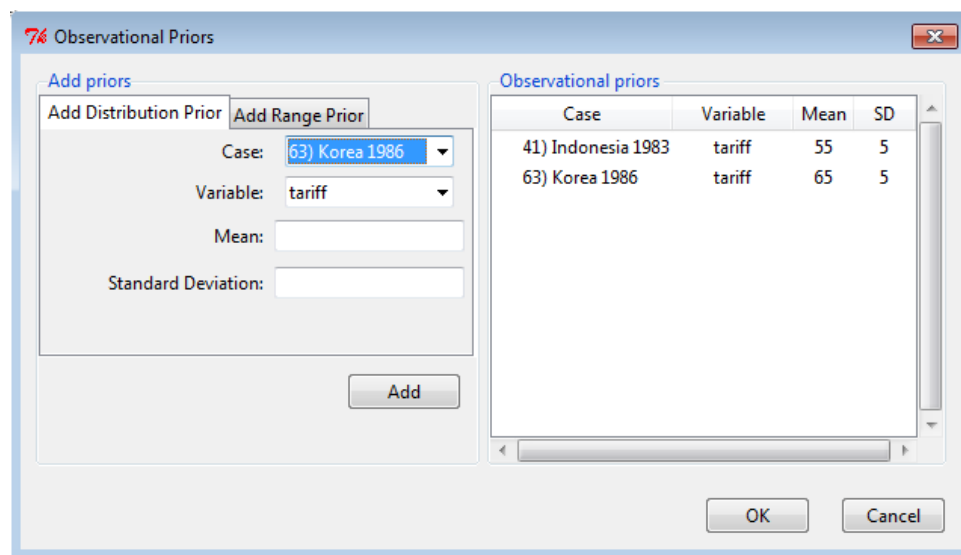 Observational Priors
Add priors
Add Distribution Prior Add Range Prior
Case: 63) Korea 1986
Variable: tariff
Mean:
Standard Deviation:
Add
Observational priors
Case Variable Mean SD
41) Indonesia 1983 tariff 55 5
63) Korea 1986 tariff 65 5
OK Cancel